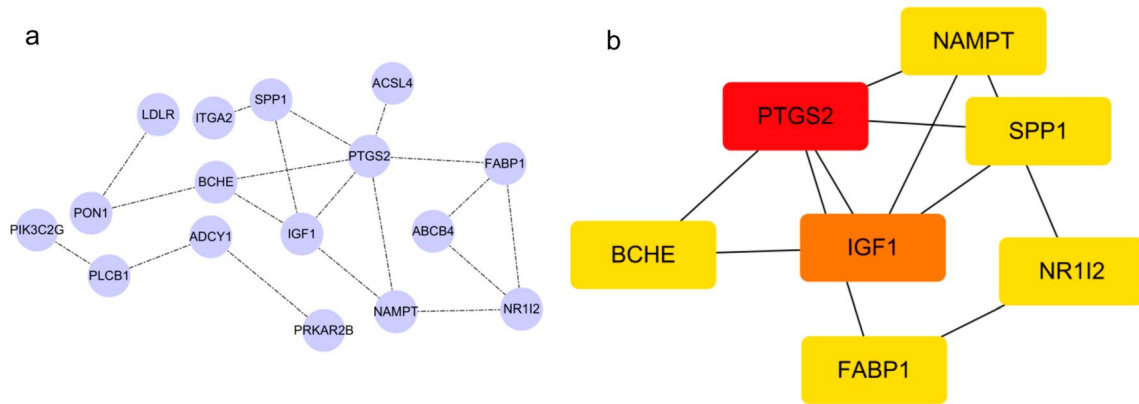 a
ACSL4
SPP1
LDLR
ITGA2
PTGS2
FABP1
BCHE
PON1
PIK3C2G
ADCY1
IGF1
ABCB4
PLCB1
NAMPT
NR1I2
PRKAR2B
b
NAMPT
PTGS2
SPP1
BCHE
IGF1
NR1I2
FABP1